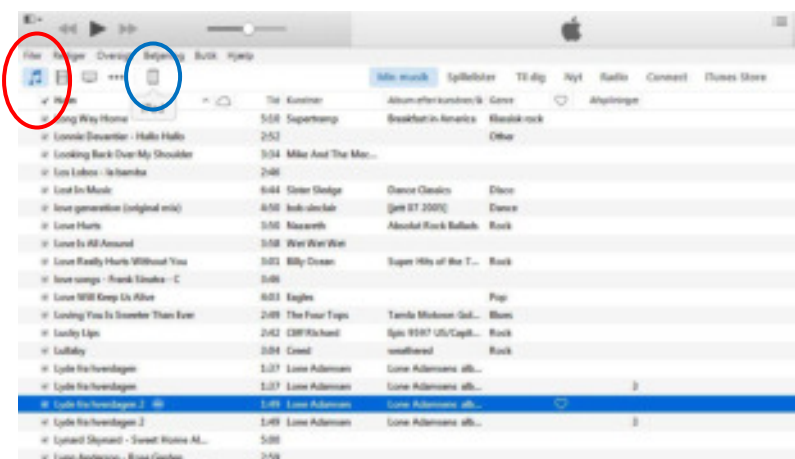 Filer Rediger Oversigt Betjening Butik Hjælp
Min musik Spillelister Til dig Nyt Radio Connect iTunes Store
Navn Tid Kunstner Album efter kunstner/å Genre Afspilninger
Long Way Home 5:10 Supertramp Breakfast in America Klassisk rock
Lonnie Devantier - Hallo Hallo 2:52 Other
Looking Back Over My Shoulder 3:34 Mike And The Mec...
Los Lobos - la bamba 2:46
Lost In Music 4:44 Sister Sledge Dance Classics Disco
love generation (original mix) 4:50 bob sinclair Dance
Love Hurts 3:50 Nazareth Absolut Rock Ballads Rock
Love Is All Around 3:58 Wet Wet Wet
Love Really Hurts Without You 3:01 Billy Ocean Super Hits of the 7... Rock
love songs - Frank Sinatra - C 3:46
Love Will Keep Us Alive 4:03 Eagles Pop
Loving You Is Sweeter Than Ever 2:49 The Four Tops Tamla Motown Gol... Blues
Lucky Lips 2:42 Cliff Richard Rock
Lullaby 3:04 Creed weathered Rock
Lyde fra hverdagen 1:37 Lone Adamsen Lone Adamsens alb...
Lyde fra hverdagen 1:37 Lone Adamsen Lone Adamsens alb...
Lyde fra hverdagen 2 1:49 Lone Adamsen Lone Adamsens alb...
Lyde fra hverdagen 2 1:49 Lone Adamsen Lone Adamsens alb...
Lynard Skynard - Sweet Home Al... 5:00
Lynn Anderson - Rose Garden 2:59